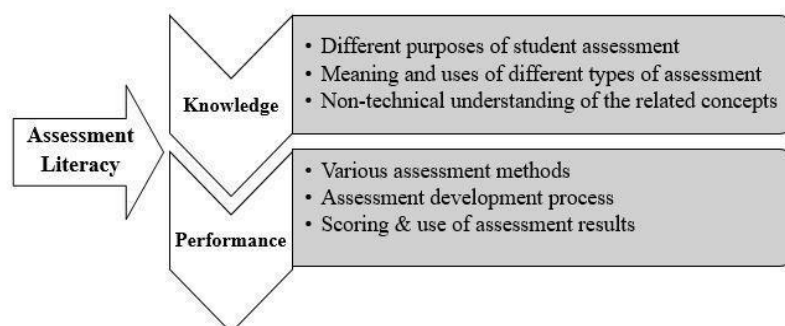 Assessment
Literacy
Knowledge
• Different purposes of student assessment
• Meaning and uses of different types of assessment
• Non-technical understanding of the related concepts
Performance
• Various assessment methods
• Assessment development process
• Scoring & use of assessment results